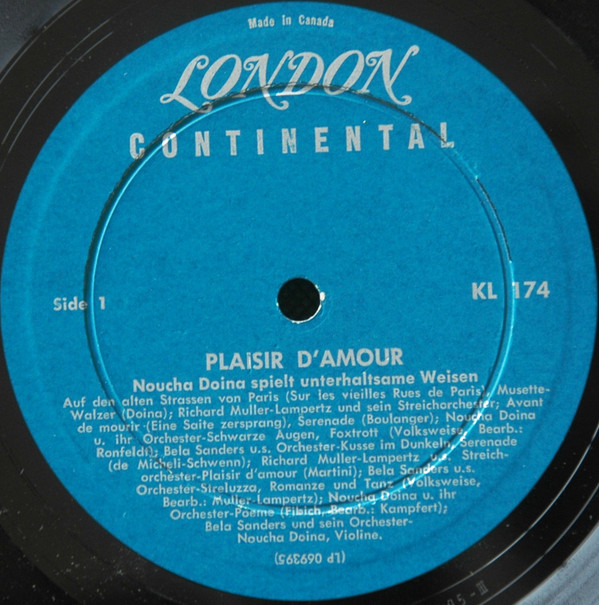 Made in Canada
LONDON
CONTINENTAL
Side 1
KL 174
PLAiSIR D'AMOUR
Noucha Doina spielt unterhaltsame Weisen
Auf den alten Strassen von Paris (Sur les vieilles Rues de Paris), Musette-
Walzer (Doina); Richard Muller-Lampertz und sein Streichorchester; Avant
de mourir-(Eine Saite zersprang), Serenade (Boulanger); Noucha Doina
u. ihr Orchester-Schwarze Augen, Foxtrott (Volksweise, Bearb.:
Ronfeldi); Bela Sanders u.s. Orchester-Kusse im Dunkeln, Serenade
(de Micheli-Schwenn); Richard Muller-Lampertz u.s. Streich-
orchester-Plaisir d'amour (Martini); Bela Sanders u.s.
Orchester-Streluzza, Romanze und Tanz (Volksweise,
Bearb.: Muller-Lampertz); Noucha Doina u. ihr
Orchester-Poeme (Fibich, Bearb.: Kampfert);
Bela Sanders und sein Orchester-
Noucha Doina, Violine.
(LP 069395)